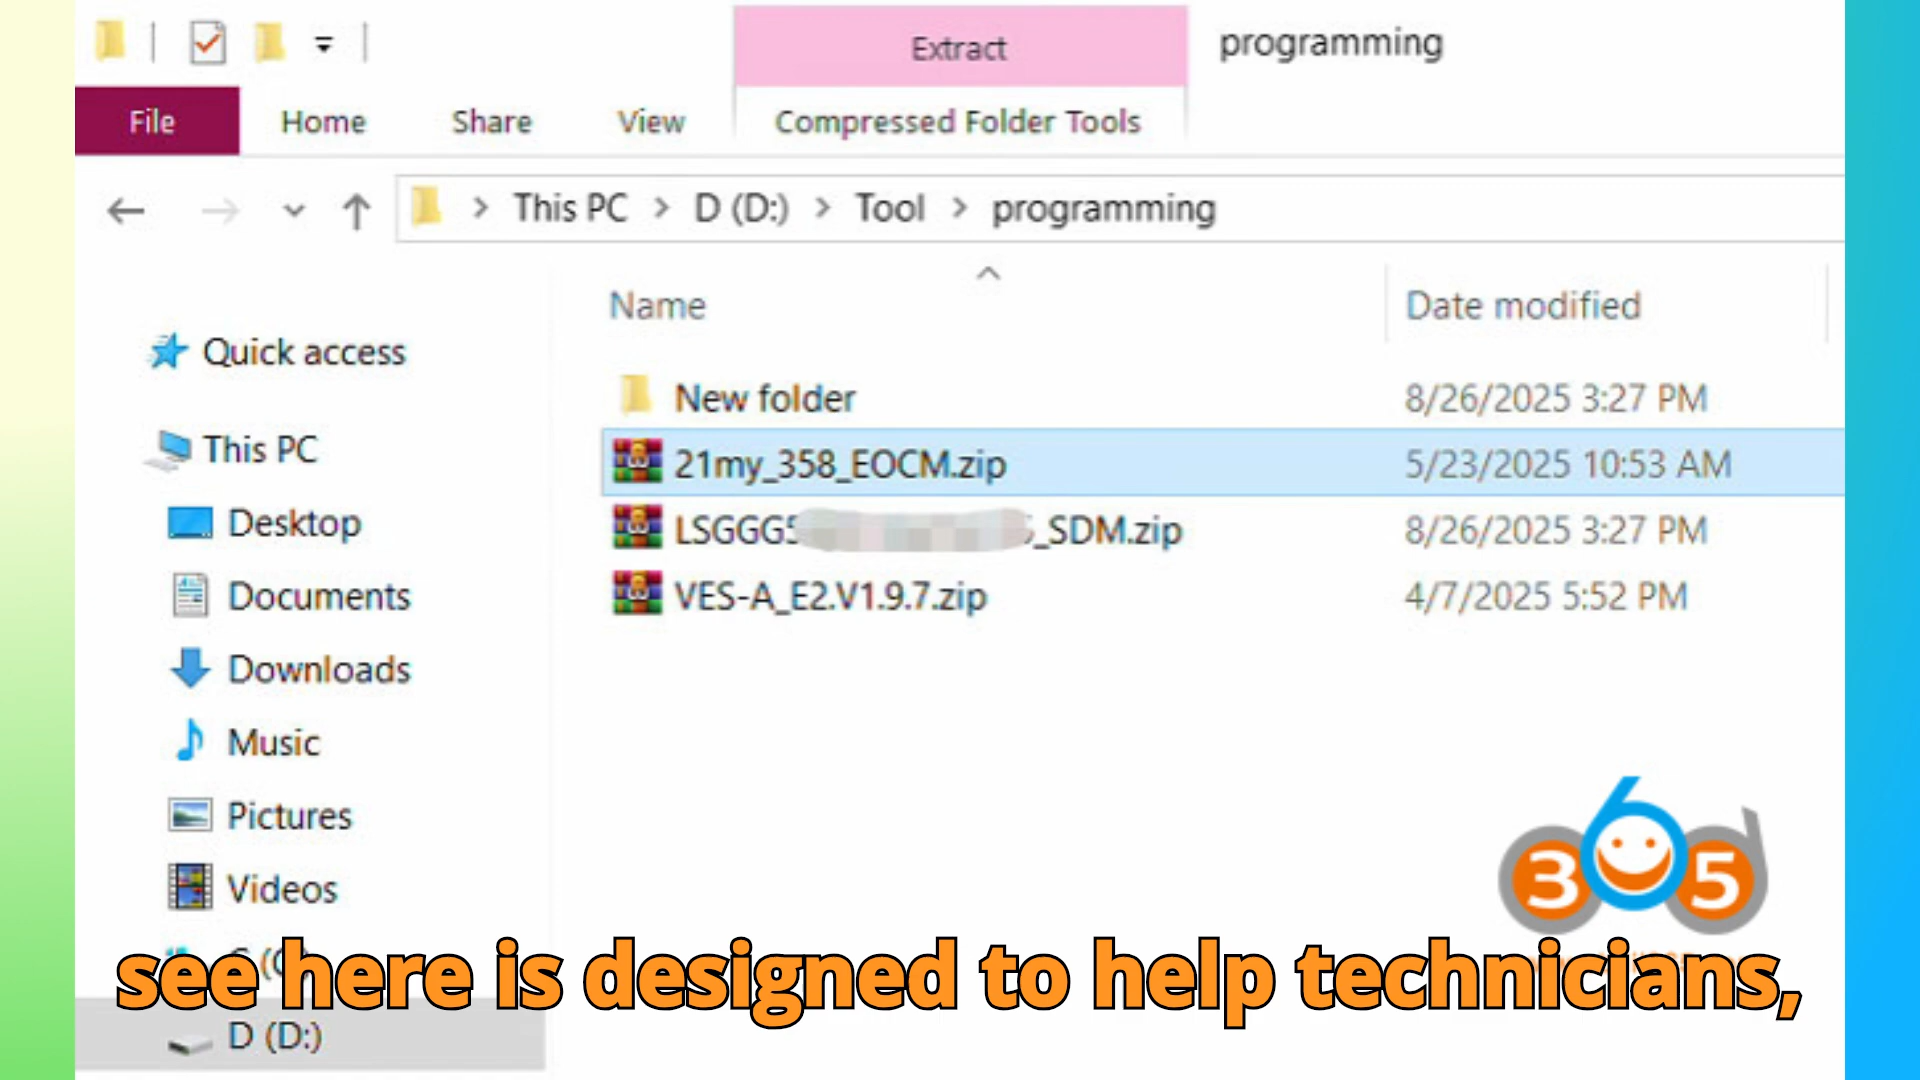 Extract
programming
File Home Share View Compressed Folder Tools
This PC D (D:) Tool programming
Name Date modified
Quick access
New folder 8/26/2025 3:27 PM
This PC
21my_358_EOCM.zip 5/23/2025 10:53 AM
Desktop
LSGGG5 _SDM.zip 8/26/2025 3:27 PM
Documents
VES-A_E2.V1.9.7.zip 4/7/2025 5:52 PM
Downloads
Music
Pictures
Videos
365d
see here is designed to help technicians,
D (D:)